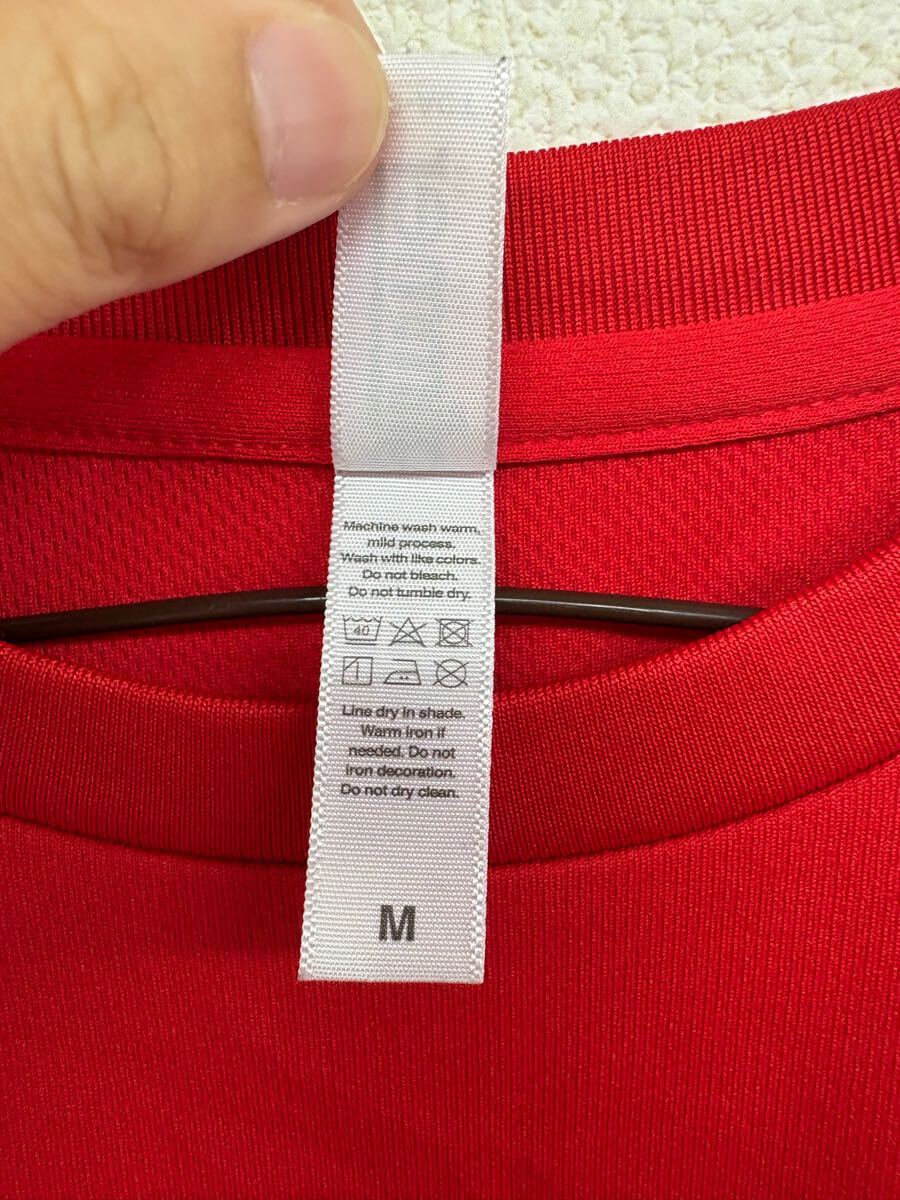 Machine wash warm,
mild process.
Wash with like colors.
Do not bleach.
Do not tumble dry.
40
Line dry in shade.
Warm iron if
needed. Do not
iron decoration.
Do not dry clean.
M